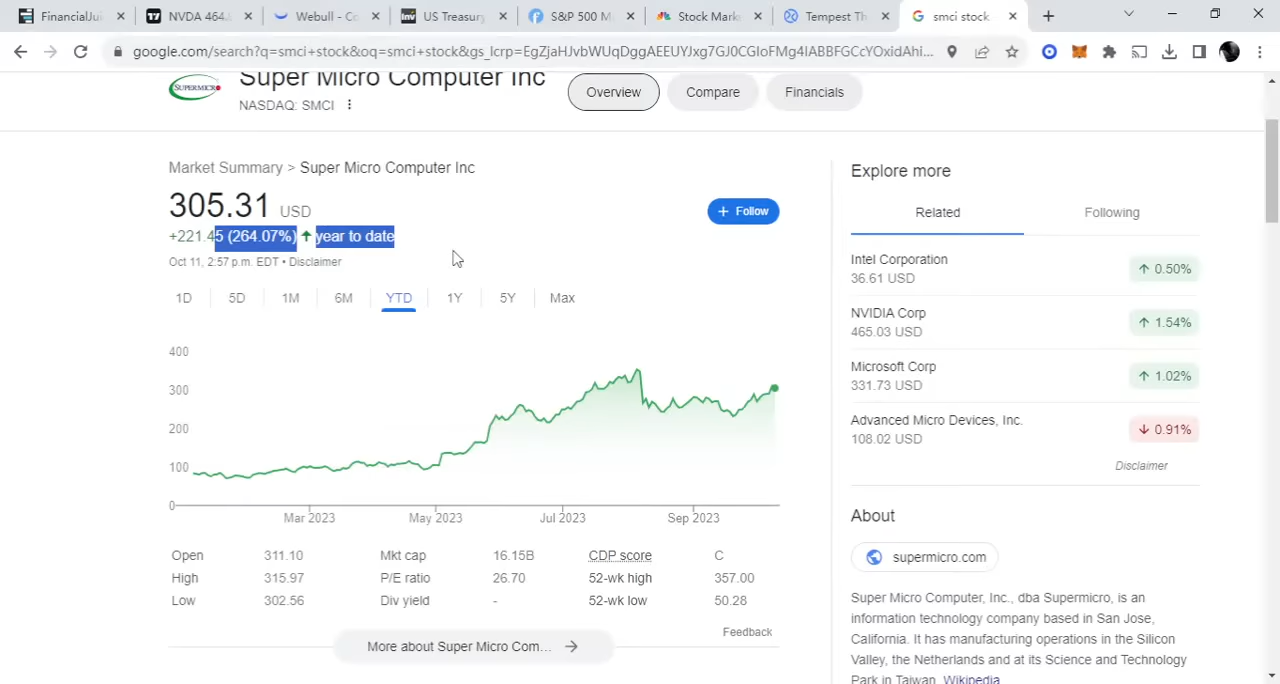 FinancialJui
NVDA 464.
Webull - Co
US Treasury
S&P 500 M
Stock Mark
Tempest Th
smci stock
google.com/search?q=smci+stock&oq=smci+stock&gs_lcrp=EgZjaHJvbWUqDggAEEUYJxg7GJ0CGIoFMg4IABBFGCcYOxidAhi...
SUPERMICR
Super Micro Computer Inc
NASDAQ: SMCI
Overview
Compare
Financials
Market Summary > Super Micro Computer Inc
305.31 USD
+ Follow
+221.45 (264.07%) ↑ year to date
Oct 11, 2:57 p.m. EDT • Disclaimer
1D 5D 1M 6M YTD 1Y 5Y Max
400
300
200
100
0
Mar 2023 May 2023 Jul 2023 Sep 2023
Open 311.10 Mkt cap 16.15B CDP score C
High 315.97 P/E ratio 26.70 52-wk high 357.00
Low 302.56 Div yield - 52-wk low 50.28
Feedback
More about Super Micro Com... →
Explore more
Related Following
Intel Corporation
36.61 USD ↑ 0.50%
NVIDIA Corp
465.03 USD ↑ 1.54%
Microsoft Corp
331.73 USD ↑ 1.02%
Advanced Micro Devices, Inc.
108.02 USD ↓ 0.91%
Disclaimer
About
supermicro.com
Super Micro Computer, Inc., dba Supermicro, is an
information technology company based in San Jose,
California. It has manufacturing operations in the Silicon
Valley, the Netherlands and at its Science and Technology
Park in Taiwan. Wikipedia